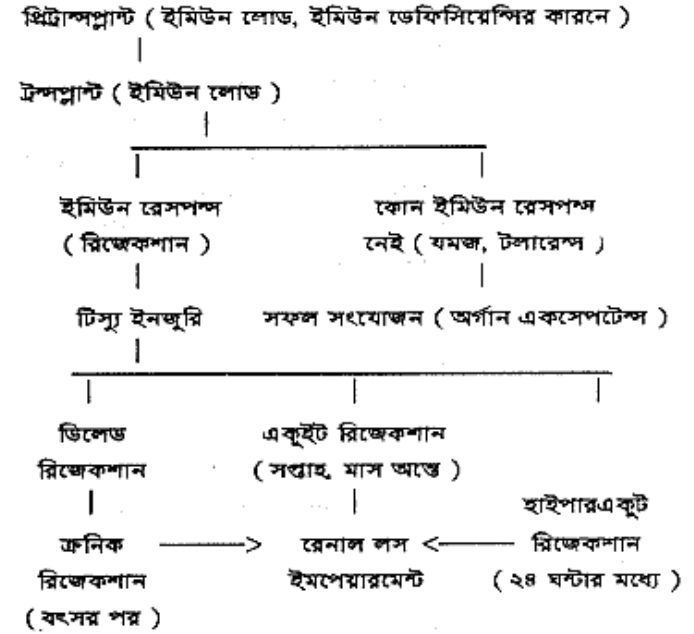 প্রিট্রান্সপ্লান্ট ( ইমিউন লোড, ইমিউন ডেফিসিয়েন্সির কারনে )
ট্রন্সপ্লান্ট ( ইমিউন লোড )
ইমিউন রেসপন্স
( রিজেকশান )
কোন ইমিউন রেসপন্স
নেই ( যমজ, টলারেন্স )
টিস্যু ইনজুরি
সফল সংযোজন ( অর্গান একসেপটেন্স )
ডিলেড
রিজেকশান
একুইট রিজেকশান
( সপ্তাহ, মাস অন্তে )
হাইপারএকুট
রিজেকশান
( ২৪ ঘন্টার মধ্যে )
ক্রনিক
রিজেকশান
( বৎসর পর )
রেনাল লস
ইমপেয়ারমেন্ট